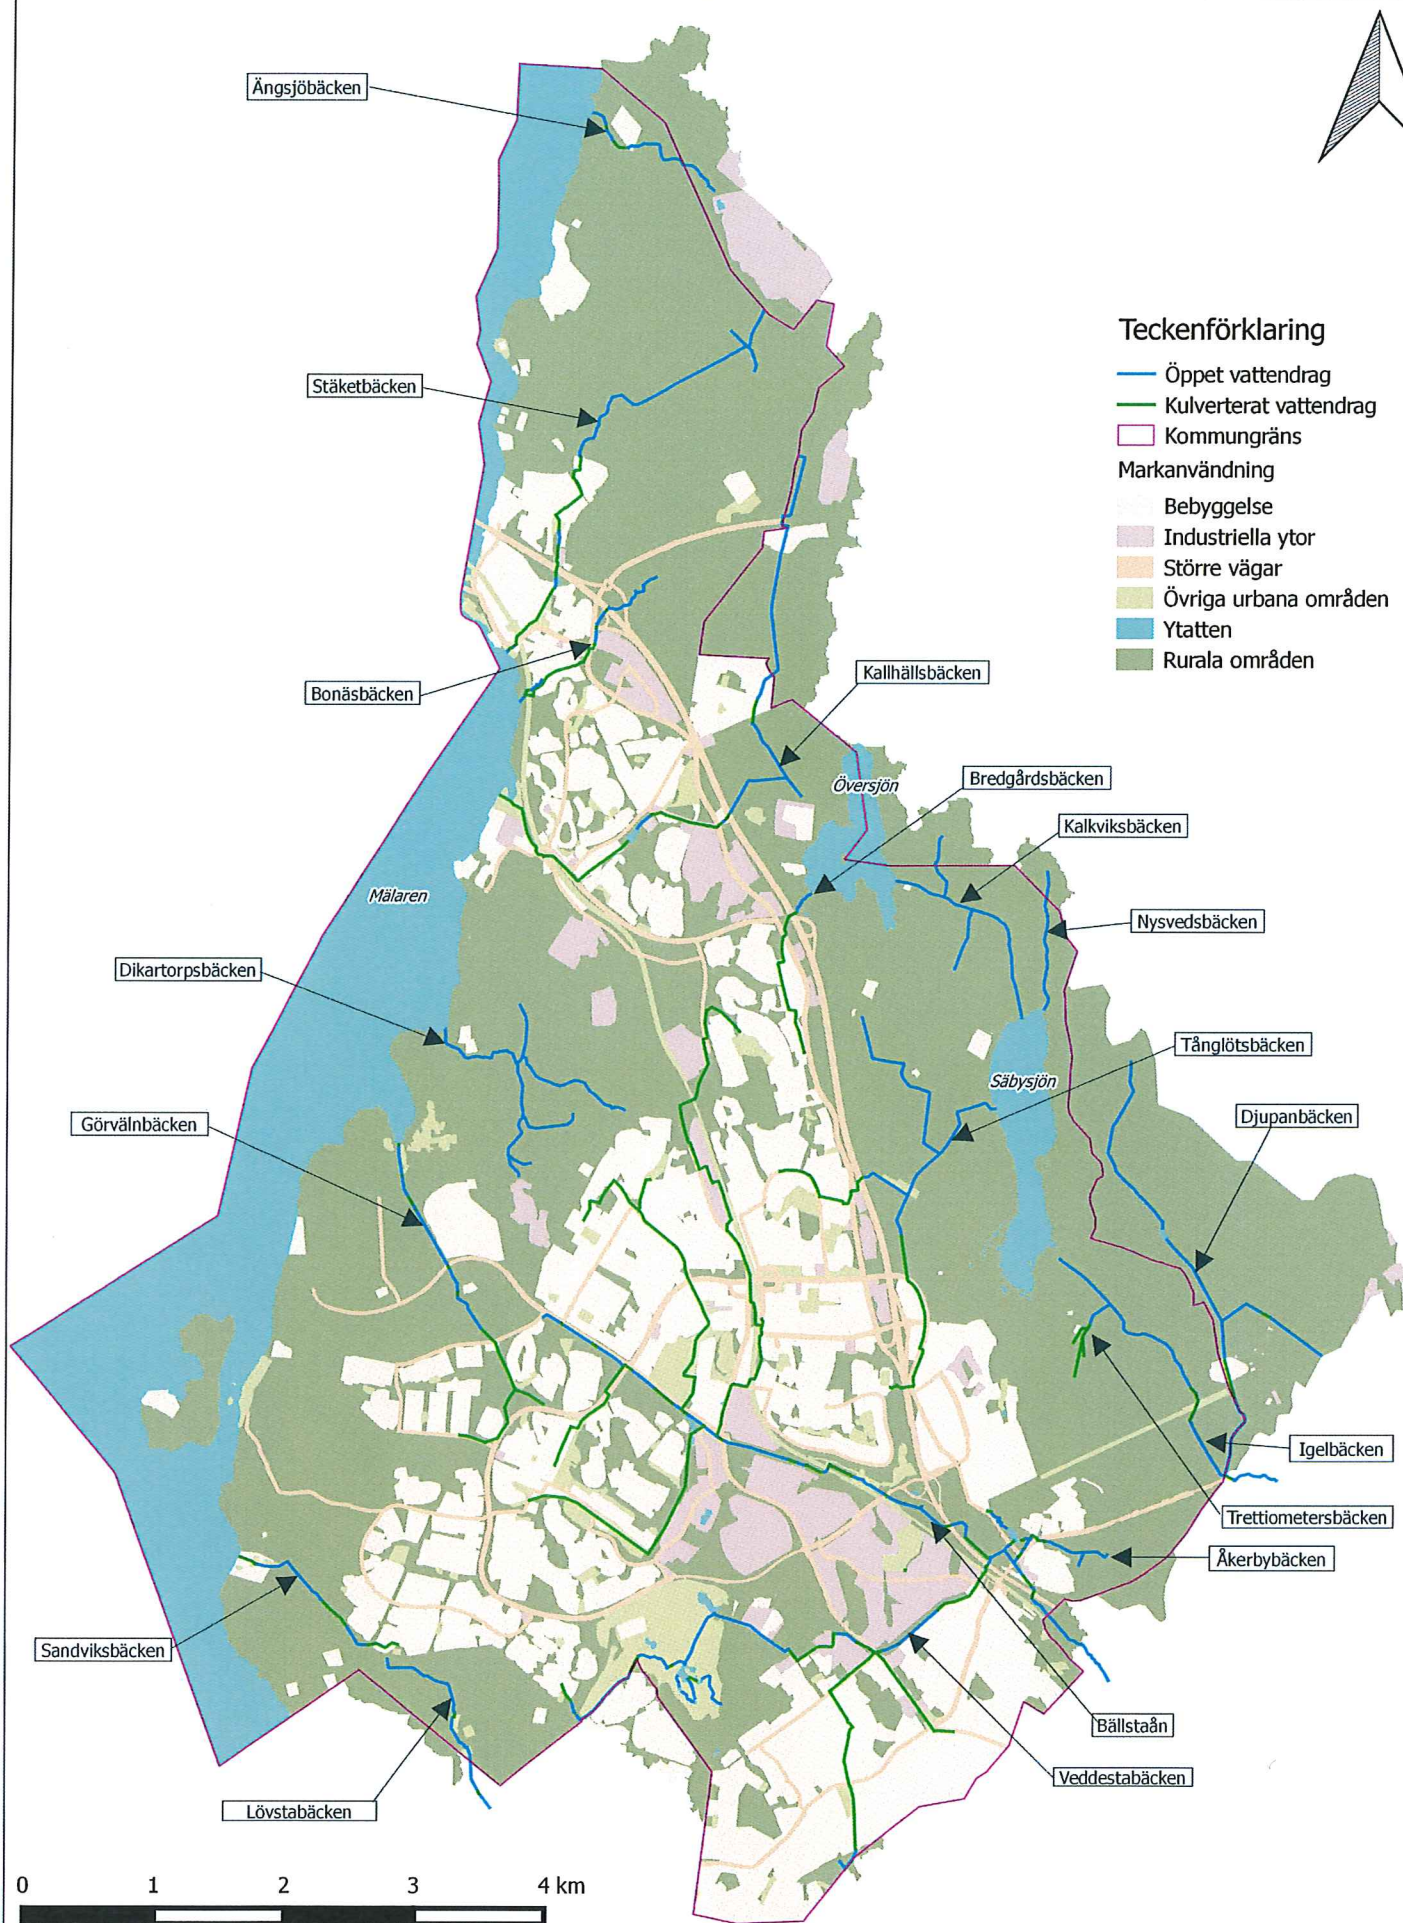 Ängsjöbäcken
Stäketbäcken
Teckenförklaring
Öppet vattendrag
Kulverterat vattendrag
Kommungräns
Markanvändning
Bebyggelse
Industriella ytor
Större vägar
Övriga urbana områden
Ytatten
Rurala områden
Bonäsbäcken
Kallhällsbäcken
Översjön
Bredgårdsbäcken
Kalkviksbäcken
Mälaren
Nysvedsbäcken
Dikartorpsbäcken
Tånglötsbäcken
Säbysjön
Görvälnbäcken
Djupanbäcken
Igelbäcken
Trettiometersbäcken
Åkerbybäcken
Sandviksbäcken
Bällstaån
Veddestabäcken
Lövstabäcken
0 1 2 3 4 km